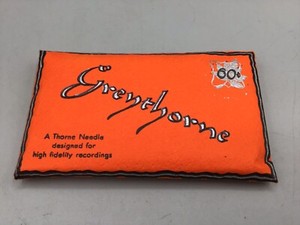 60¢
Greythorne
A Thorne Needle
designed for
high fidelity recordings